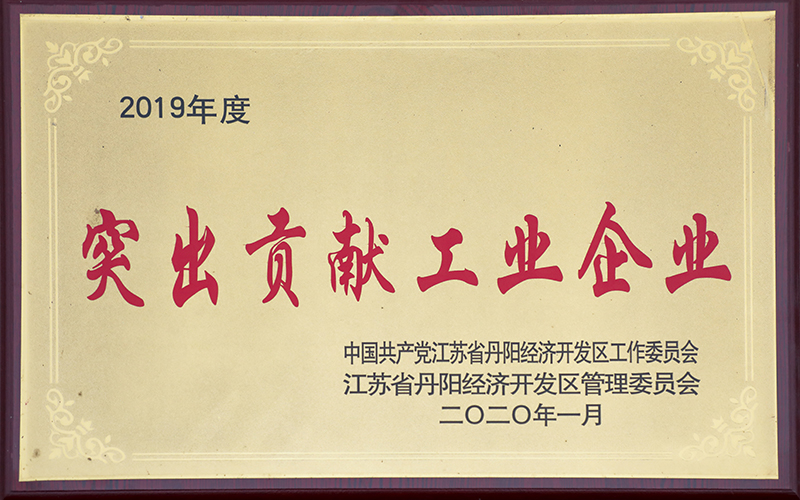 2019年度
突出贡献工业企业
中国共产党江苏省丹阳经济开发区工作委员会
江苏省丹阳经济开发区管理委员会
二〇二〇年一月